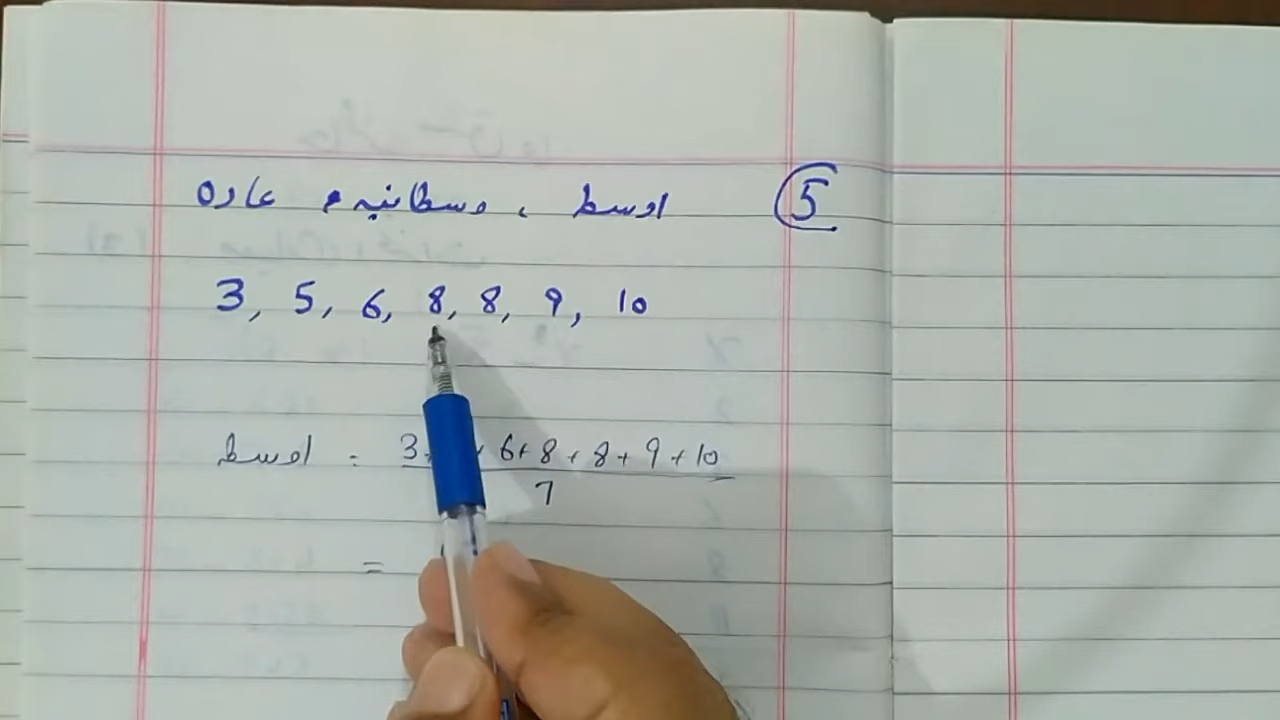 5 اوسط ، وسطانیہ ، عادہ
3, 5, 6, 8, 8, 9, 10
اوسط = 3+ + 6+8+8+9+10
7
=